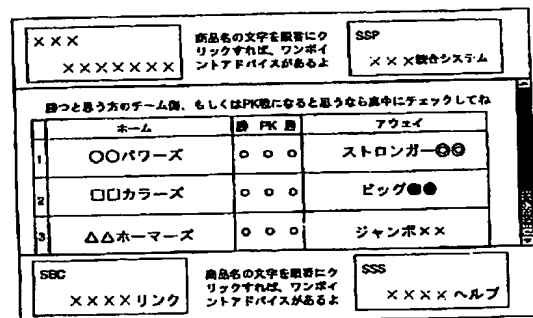 ×××
×××××××
商品名の文字を順番にク
リックすれば、ワンポイ
ントアドバイスがあるよ
SSP
×××統合システム
勝つと思う方のチーム側、もしくはPK戦になると思うなら真中にチェックしてね
ホーム 勝 PK 勝 アウェイ
1 〇〇パワーズ ○ ○ ○ ストロンガー◎◎
2 □□カラーズ ○ ○ ○ ビッグ●●
3 △△ホーマーズ ○ ○ ○ ジャンボ××
SBC
××××リンク
商品名の文字を順番にク
リックすれば、ワンポイ
ントアドバイスがあるよ
SSS
××××ヘルプ